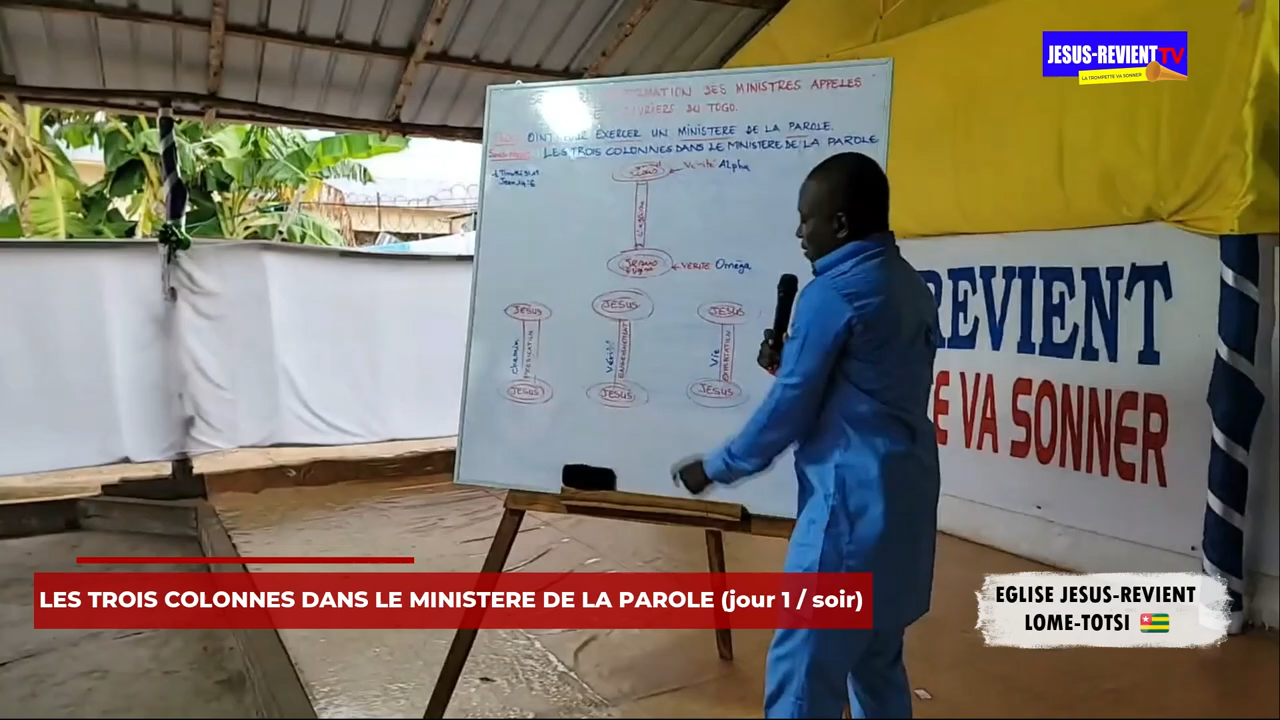 JESUS-REVIENT TV
LA TROMPETTE VA SONNER
MATION DES MINISTRES APPELES
OUVRIERS DU TOGO.
OINT POUR EXERCER UN MINISTERE DE LA PAROLE.
LES TROIS COLONNES DANS LE MINISTERE DE LA PAROLE
Vérité Alpha
VERITE Oméga
JESUS JESUS JESUS
Chemin PREDICATION Vérité ENSEIGNEMENT Vie
JESUS JESUS JESUS
REVIENT
VA SONNER
LES TROIS COLONNES DANS LE MINISTERE DE LA PAROLE (jour 1 / soir)
EGLISE JESUS-REVIENT
LOME-TOTSI